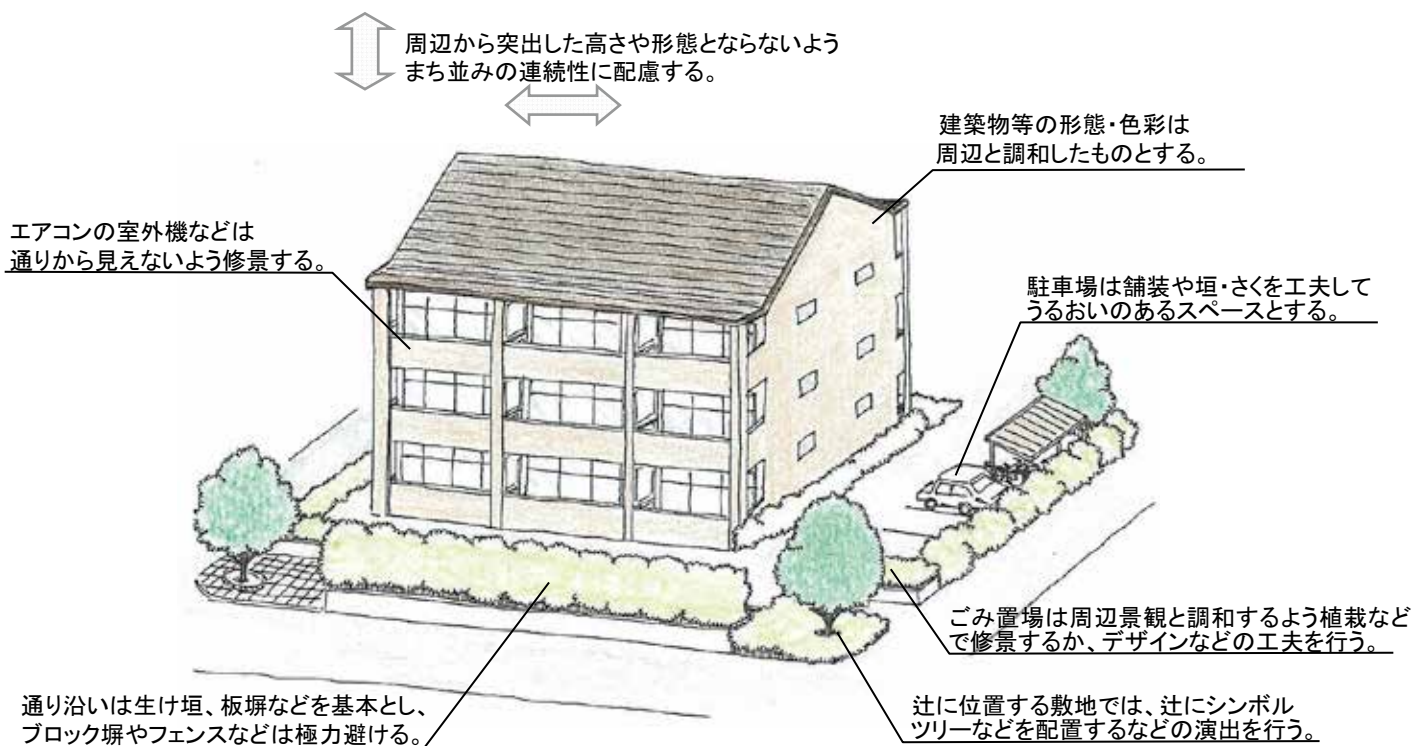 周辺から突出した高さや形態とならないよう
まち並みの連続性に配慮する。
建築物等の形態・色彩は
周辺と調和したものとする。
エアコンの室外機などは
通りから見えないよう修景する。
駐車場は舗装や垣・さくを工夫して
うるおいのあるスペースとする。
ごみ置場は周辺景観と調和するよう植栽など
で修景するか、デザインなどの工夫を行う。
通り沿いは生け垣、板塀などを基本とし、
ブロック塀やフェンスなどは極力避ける。
辻に位置する敷地では、辻にシンボル
ツリーなどを配置するなどの演出を行う。